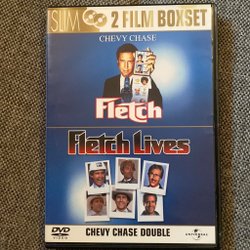 SLIM 2 FILM BOXSET
CHEVY CHASE
Fletch
Fletch Lives
DVD
VIDEO
CHEVY CHASE DOUBLE
UNIVERSAL